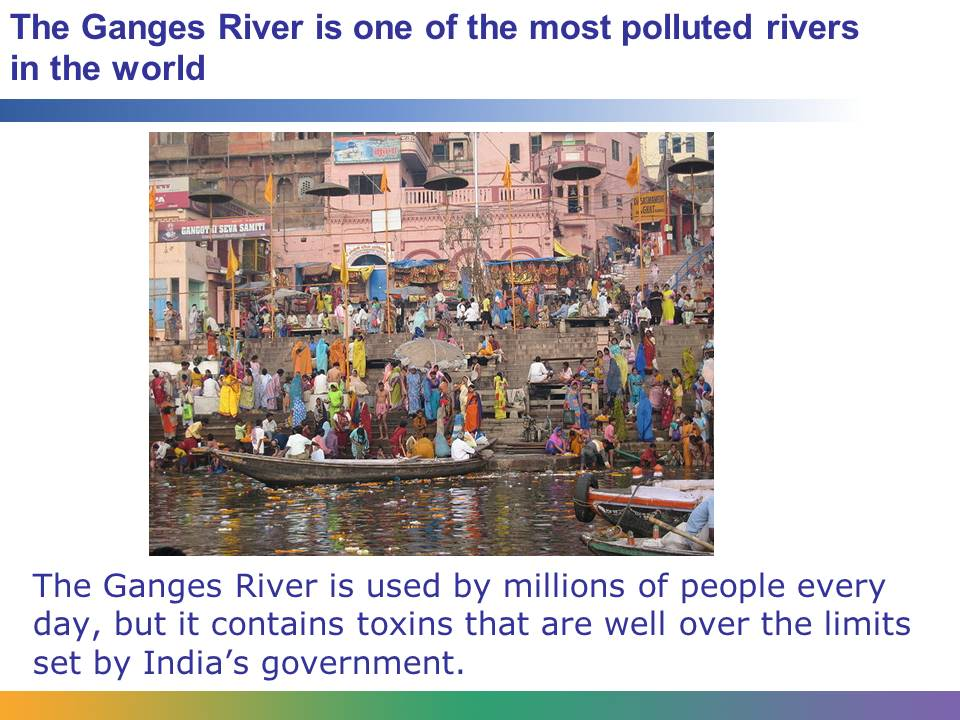 The Ganges River is one of the most polluted rivers
in the world
GANGOTRI SEVA SAMITI
The Ganges River is used by millions of people every
day, but it contains toxins that are well over the limits
set by India’s government.